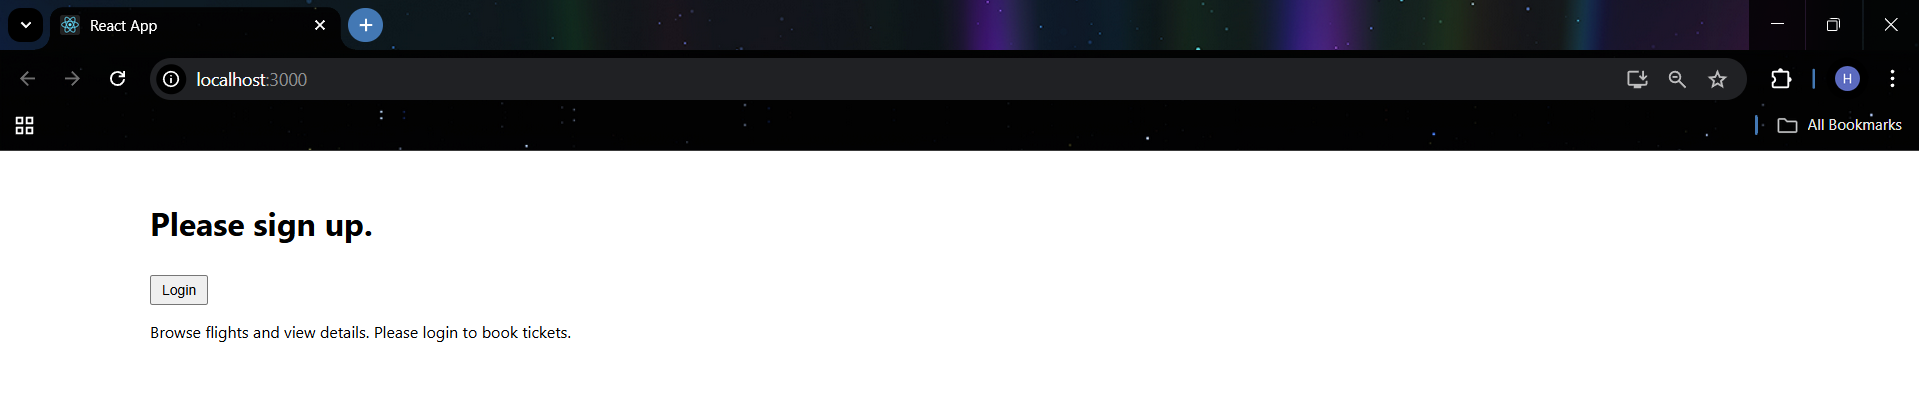 React App
localhost:3000
H
All Bookmarks
Please sign up.
Login
Browse flights and view details. Please login to book tickets.